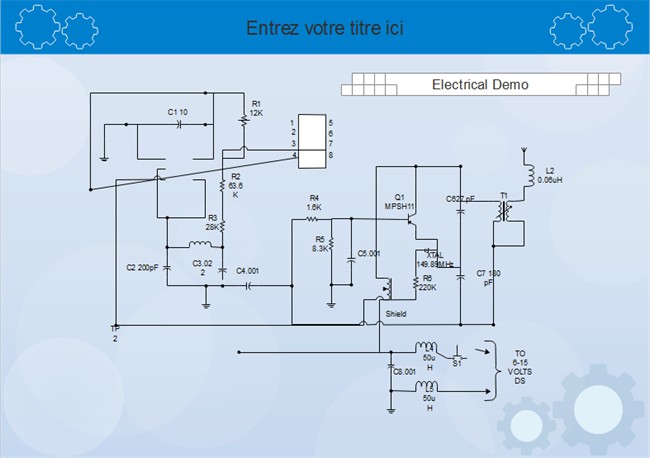 Entrez votre titre ici
Electrical Demo
R1
12K
C1 10
1
2
3
4
5
6
7
8
R2
63.6
K
R3
28K
C2 200pF
C3.02
2
C4.001
R4
1.6K
R5
8.3K
C5.001
Q1
MPSH11
C627 pF
T1
L2
0.06uH
XTAL
149.89MHz
R6
220K
C7 180
pF
Shield
TP
2
L4
50u
H
S1
C8.001
L5
50u
H
TO
6-15
VOLTS
DS